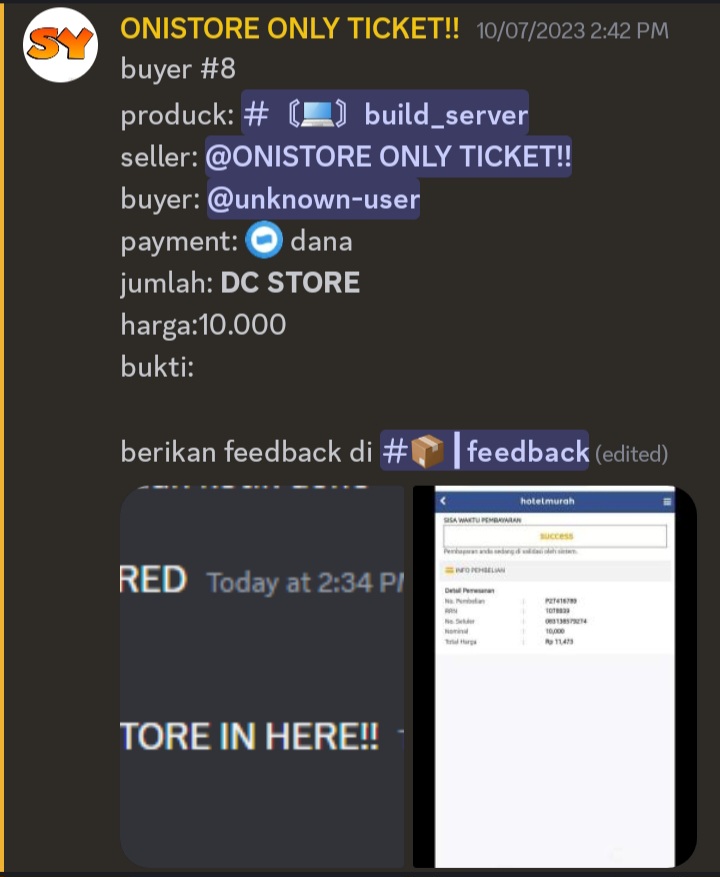 SY
ONISTORE ONLY TICKET!! 10/07/2023 2:42 PM
buyer #8
produck: # 〘💻〙 build_server
seller: @ONISTORE ONLY TICKET!!
buyer: @unknown-user
payment: dana
jumlah: DC STORE
harga:10.000
bukti:
berikan feedback di #📦┃feedback (edited)
RED Today at 2:34 PM
TORE IN HERE!!
hotelmurah
SISA WAKTU PEMBAYARAN
success
Pembayaran anda sedang di validasi oleh sistem.
INFO PEMBELIAN
Detail Pemesanan
No. Pembelian : P27416789
RRN :
No. Seluler : 083138579274
Nominal : 10,000
Total Harga : Rp 11,473